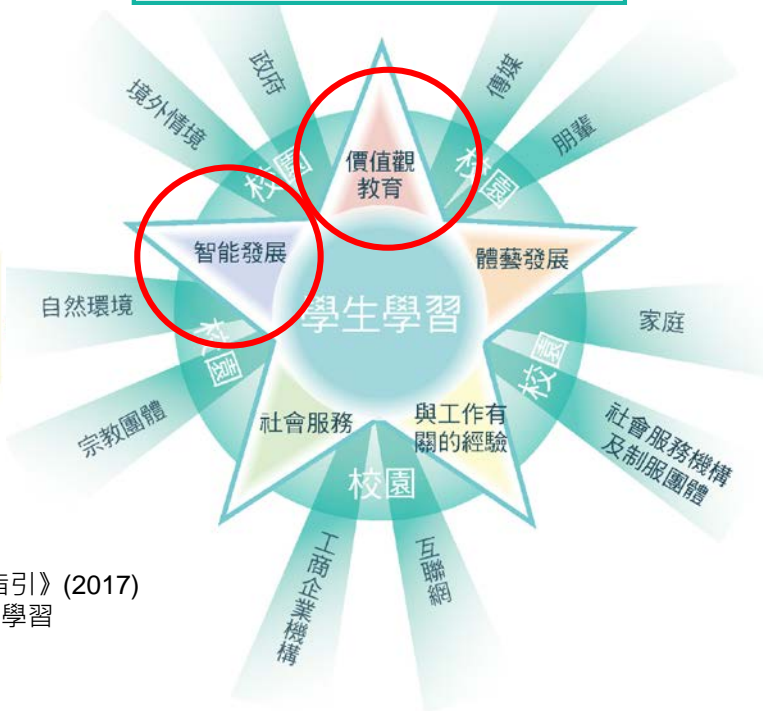 政府
傳媒
境外情境
朋輩
校園
校園
價值觀
教育
智能發展
體藝發展
自然環境
學生學習
家庭
校園
校園
宗教團體
社會服務
與工作有
關的經驗
社會服務機構
及制服團體
校園
工商企業機構
互聯網
指引》(2017)
學習